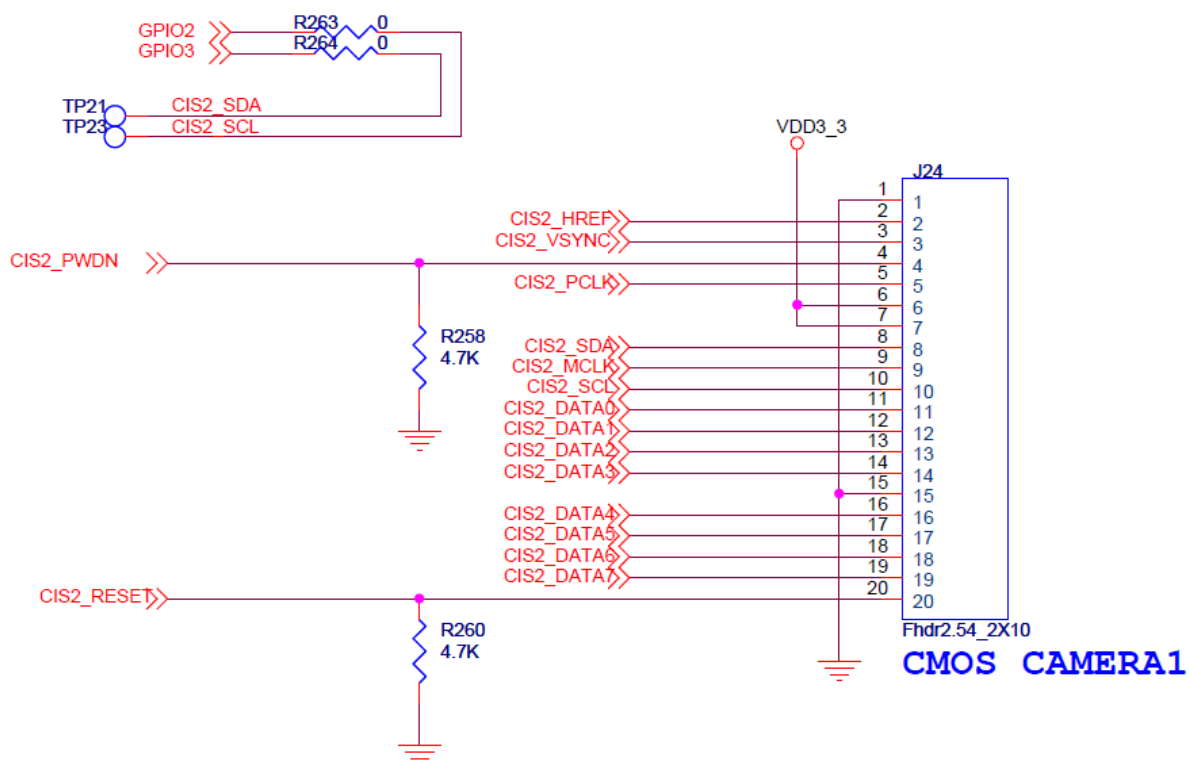 GPIO2 R263 0
GPIO3 R264 0
TP21 CIS2_SDA
TP23 CIS2_SCL
VDD3_3
J24
1 1
CIS2_HREF 2 2
CIS2_VSYNC 3 3
CIS2_PWDN 4 4
CIS2_PCLK 5 5
6 6
7 7
R258
4.7K
CIS2_SDA 8 8
CIS2_MCLK 9 9
CIS2_SCL 10 10
CIS2_DATA0 11 11
CIS2_DATA1 12 12
CIS2_DATA2 13 13
CIS2_DATA3 14 14
15 15
CIS2_DATA4 16 16
CIS2_DATA5 17 17
CIS2_DATA6 18 18
CIS2_DATA7 19 19
CIS2_RESET 20 20
R260
4.7K
Fhdr2.54_2X10
CMOS CAMERA1